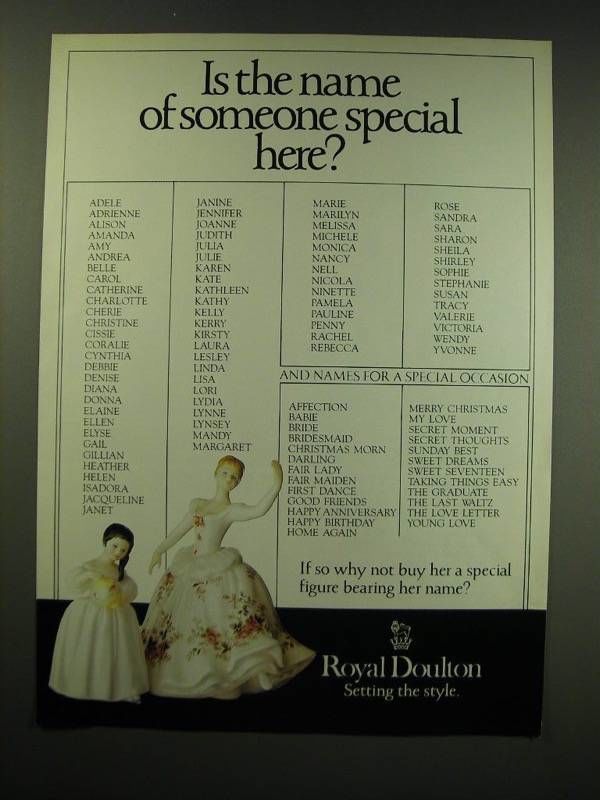 Is the name
of someone special
here?
ADELE
ADRIENNE
ALISON
AMANDA
AMY
ANDREA
BELLE
CAROL
CATHERINE
CHARLOTTE
CHERIE
CHRISTINE
CISSIE
CORALIE
CYNTHIA
DEBBIE
DENISE
DIANA
DONNA
ELAINE
ELLEN
ELYSE
GAIL
GILLIAN
HEATHER
HELEN
ISADORA
JACQUELINE
JANET
JANINE
JENNIFER
JOANNE
JUDITH
JULIA
JULIE
KAREN
KATE
KATHLEEN
KATHY
KELLY
KERRY
KIRSTY
LAURA
LESLEY
LINDA
LISA
LORI
LYDIA
LYNNE
LYNSEY
MANDY
MARGARET
MARIE
MARILYN
MELISSA
MICHELE
MONICA
NANCY
NELL
NICOLA
NINETTE
PAMELA
PAULINE
PENNY
RACHEL
REBECCA
ROSE
SANDRA
SARA
SHARON
SHEILA
SHIRLEY
SOPHIE
STEPHANIE
SUSAN
TRACY
VALERIE
VICTORIA
WENDY
YVONNE
AND NAMES FOR A SPECIAL OCCASION
AFFECTION
BABIE
BRIDE
BRIDESMAID
CHRISTMAS MORN
DARLING
FAIR LADY
FAIR MAIDEN
FIRST DANCE
GOOD FRIENDS
HAPPY ANNIVERSARY
HAPPY BIRTHDAY
HOME AGAIN
MERRY CHRISTMAS
MY LOVE
SECRET MOMENT
SECRET THOUGHTS
SUNDAY BEST
SWEET DREAMS
SWEET SEVENTEEN
TAKING THINGS EASY
THE GRADUATE
THE LAST WALTZ
THE LOVE LETTER
YOUNG LOVE
If so why not buy her a special
figure bearing her name?
Royal Doulton
Setting the style.